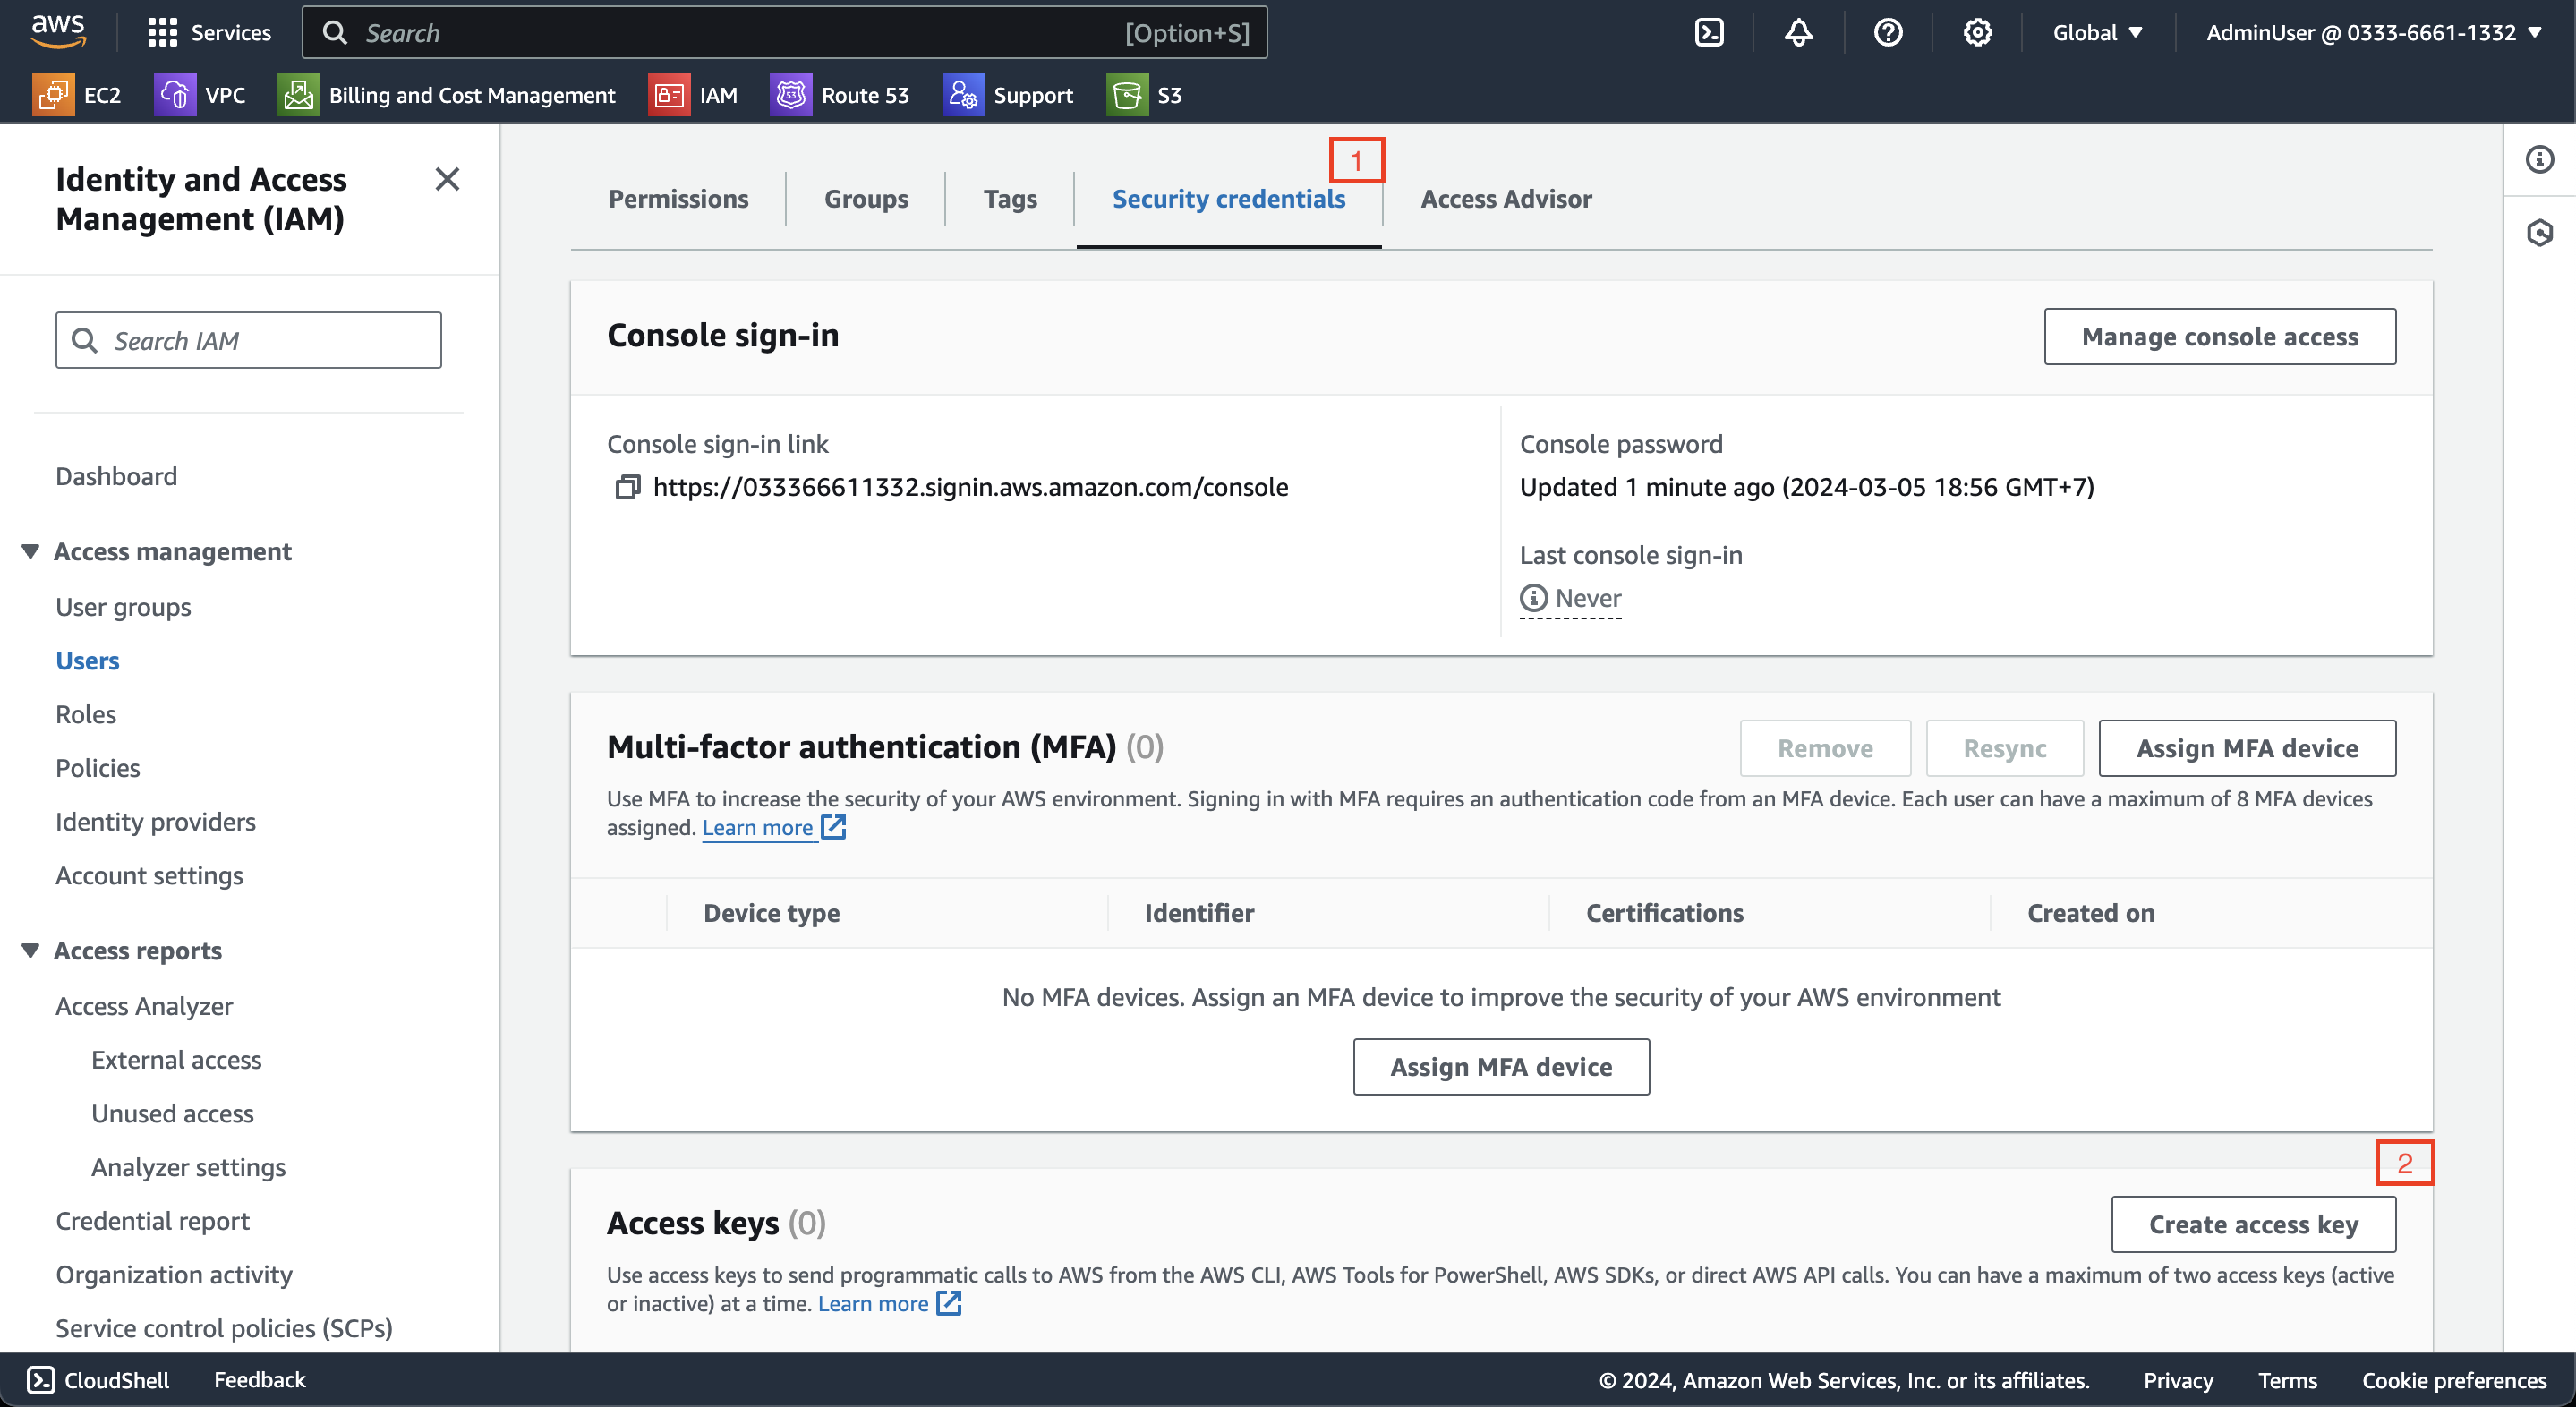 aws
Services
Search
[Option+S]
Global
AdminUser @ 0333-6661-1332
EC2
VPC
Billing and Cost Management
IAM
53
Route 53
Support
S3
Identity and Access
Management (IAM)
Search IAM
Dashboard
Access management
User groups
Users
Roles
Policies
Identity providers
Account settings
Access reports
Access Analyzer
External access
Unused access
Analyzer settings
Credential report
Organization activity
Service control policies (SCPs)
1
Permissions
Groups
Tags
Security credentials
Access Advisor
Console sign-in
Manage console access
Console sign-in link
https://033366611332.signin.aws.amazon.com/console
Console password
Updated 1 minute ago (2024-03-05 18:56 GMT+7)
Last console sign-in
Never
Multi-factor authentication (MFA) (0)
Remove
Resync
Assign MFA device
Use MFA to increase the security of your AWS environment. Signing in with MFA requires an authentication code from an MFA device. Each user can have a maximum of 8 MFA devices
assigned. Learn more
Device type
Identifier
Certifications
Created on
No MFA devices. Assign an MFA device to improve the security of your AWS environment
Assign MFA device
2
Access keys (0)
Create access key
Use access keys to send programmatic calls to AWS from the AWS CLI, AWS Tools for PowerShell, AWS SDKs, or direct AWS API calls. You can have a maximum of two access keys (active
or inactive) at a time. Learn more
CloudShell
Feedback
© 2024, Amazon Web Services, Inc. or its affiliates.
Privacy
Terms
Cookie preferences